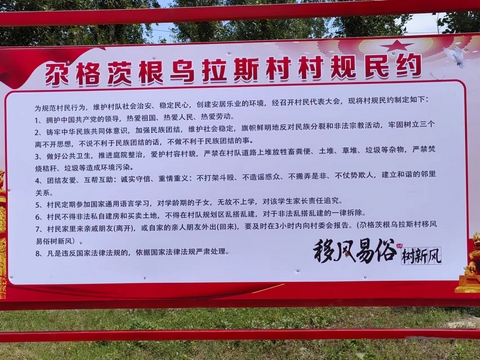 尕格茨根乌拉斯村村规民约
为规范村民行为，维护村队社会治安、稳定民心，创建安居乐业的环境，经召开村民代表大会，现将村规民约制定如下：
1、拥护中国共产党的领导，热爱祖国、热爱人民、热爱劳动。
2、铸牢中华民族共同体意识，加强民族团结，维护社会稳定，旗帜鲜明地反对民族分裂和非法宗教活动，牢固树立三个
离不开思想，不说不利于民族团结的话，不做不利于民族团结的事。
3、做好公共卫生，推进庭院整治，爱护村容村貌，严禁在村队道路上堆放牲畜粪便、土堆、草堆、垃圾等杂物，严禁焚
烧秸秆、垃圾等造成环境污染。
4、团结友爱、互帮互助；诚实守信、重情重义；不打架斗殴、不造谣惑众、不搬弄是非、不仗势欺人，建立和谐的邻里
关系。
5、村民定期参加国家通用语言学习，对学龄期的子女，无故不上学，对该学生家长责任追究。
6、村民不得非法私自建房和买卖土地，不得在村队规划区乱搭乱建，对于非法搭乱建的一律拆除。
7、村民家里来亲戚朋友(离开)，或自家的亲人朋友外出(回来)，要及时在3小时内向村委会报告。(尕格茨根乌拉斯村移风
易俗树新风）、
8、凡是违反国家法律法规的，依据国家法律法规严肃处理。
移风易俗 树新风